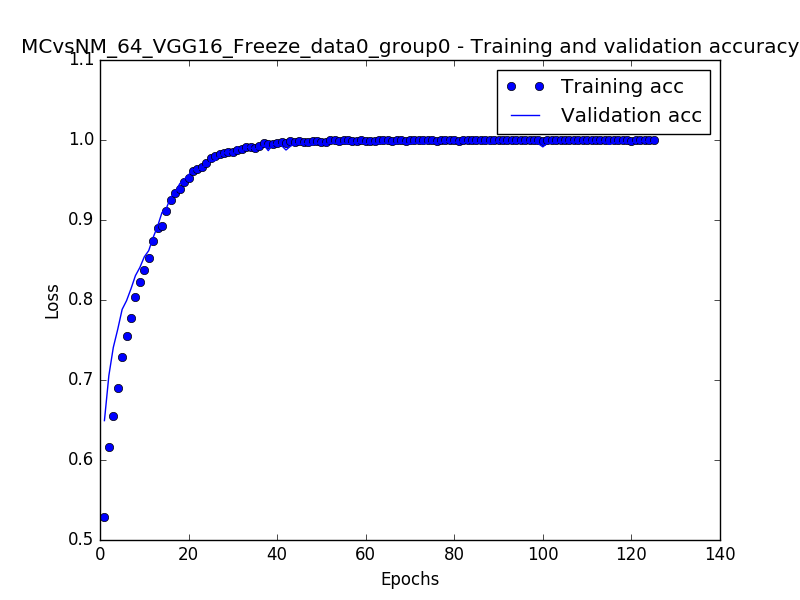 MCvsNM_64_VGG16_Freeze_data0_group0 - Training and validation accuracy
1.1
Training acc
Validation acc
1.0
0.9
0.8
Loss
0.7
0.6
0.5
0 20 40 60 80 100 120 140
Epochs